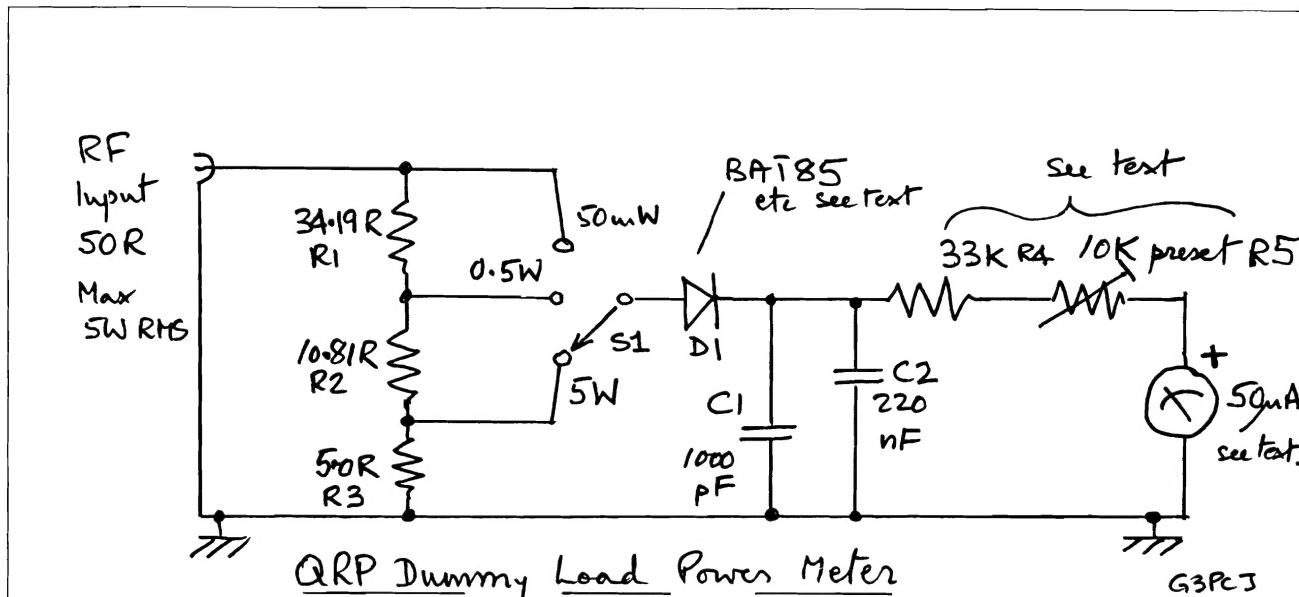 RF
Input
50R
Max
5W RMS
34.19R
R1
10.81R
R2
5.0R
R3
50mW
0.5W
5W
S1
BAT85
etc see text
D1
C1
1000
pF
C2
220
nF
see text
33K R4 10K preset R5
+
50uA
see text.
QRP Dummy Load Power Meter
G3PCJ